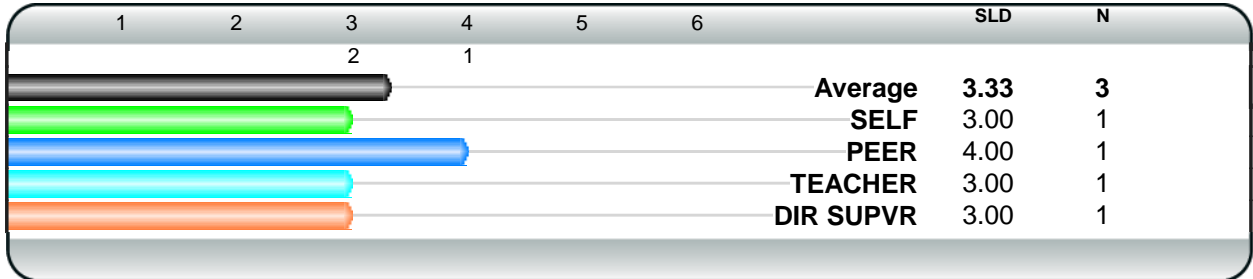 1 2 3 4 5 6 SLD N
2 1
Average 3.33 3
SELF 3.00 1
PEER 4.00 1
TEACHER 3.00 1
DIR SUPVR 3.00 1